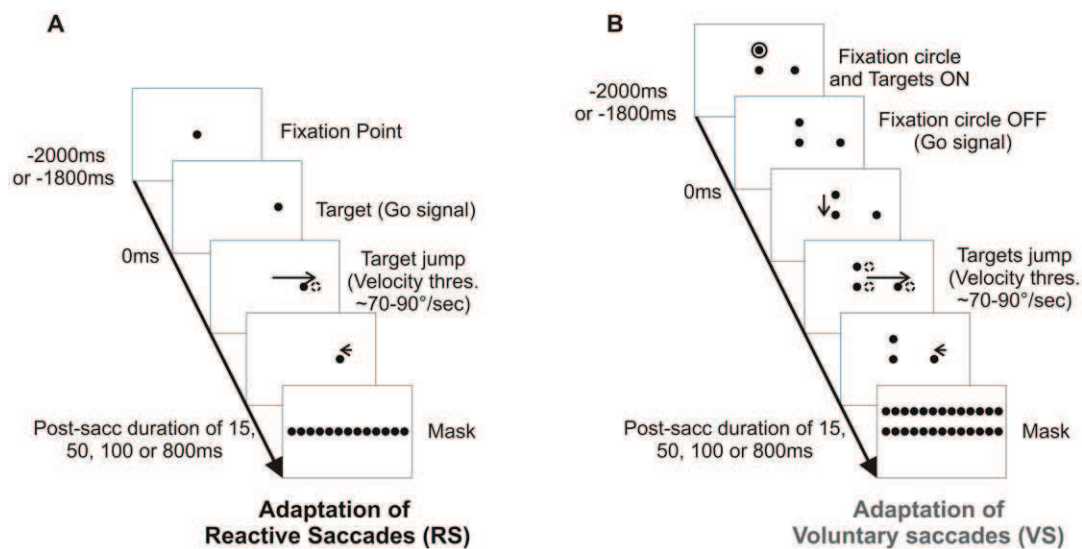 A
Fixation Point
-2000ms
or -1800ms
Target (Go signal)
0ms
Target jump
(Velocity thres.
~70-90°/sec)
Post-sacc duration of 15,
50, 100 or 800ms
Mask
Adaptation of
Reactive Saccades (RS)
B
Fixation circle
and Targets ON
-2000ms
or -1800ms
Fixation circle OFF
(Go signal)
0ms
Targets jump
(Velocity thres.
~70-90°/sec)
Post-sacc duration of 15,
50, 100 or 800ms
Mask
Adaptation of
Voluntary saccades (VS)